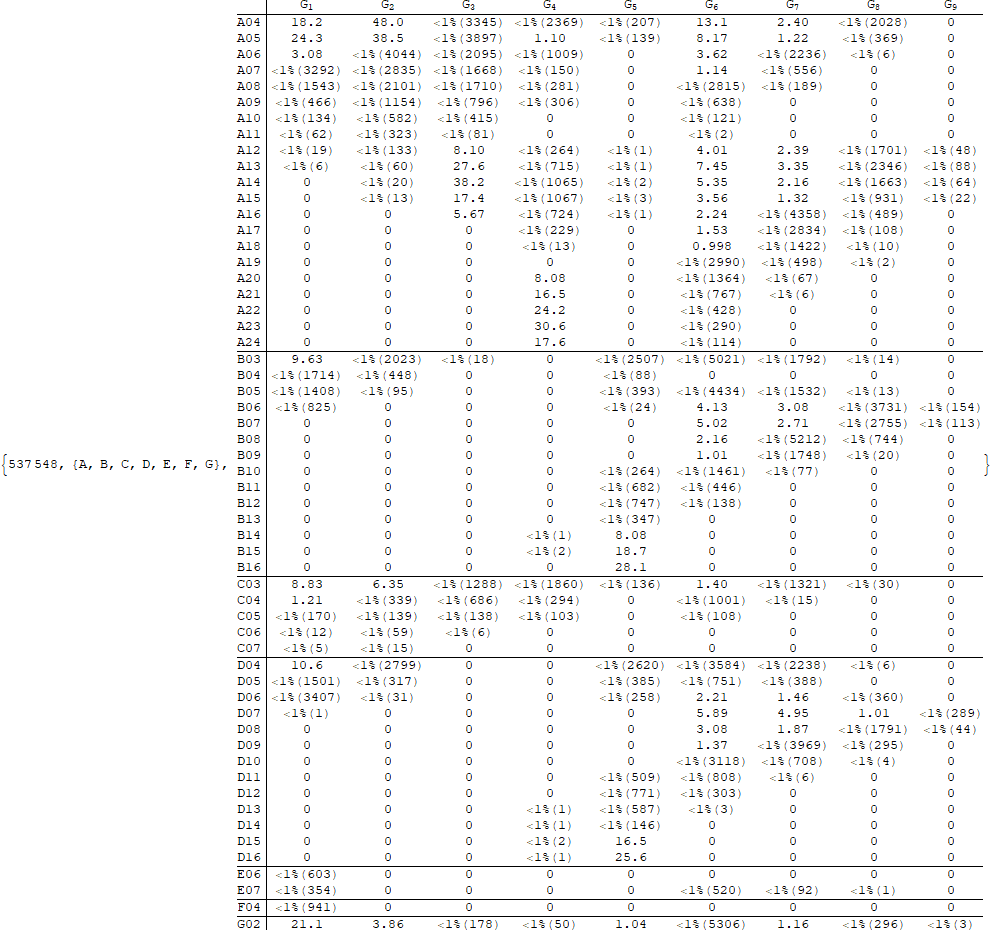 G1 G2 G3 G4 G5 G6 G7 G8 G9
A04 18.2 48.0 <1%(3345) <1%(2369) <1%(207) 13.1 2.40 <1%(2028) 0
A05 24.3 38.5 <1%(3897) 1.10 <1%(139) 8.17 1.22 <1%(369) 0
A06 3.08 <1%(4044) <1%(2095) <1%(1009) 0 3.62 <1%(2236) <1%(6) 0
A07 <1%(3292) <1%(2835) <1%(1668) <1%(150) 0 1.14 <1%(556) 0 0
A08 <1%(1543) <1%(2101) <1%(1710) <1%(281) 0 <1%(2815) <1%(189) 0 0
A09 <1%(466) <1%(1154) <1%(796) <1%(306) 0 <1%(638) 0 0 0
A10 <1%(134) <1%(582) <1%(415) 0 0 <1%(121) 0 0 0
A11 <1%(62) <1%(323) <1%(81) 0 0 <1%(2) 0 0 0
A12 <1%(19) <1%(133) 8.10 <1%(264) <1%(1) 4.01 2.39 <1%(1701) <1%(48)
A13 <1%(6) <1%(60) 27.6 <1%(715) <1%(1) 7.45 3.35 <1%(2346) <1%(88)
A14 0 <1%(20) 38.2 <1%(1065) <1%(2) 5.35 2.16 <1%(1663) <1%(64)
A15 0 <1%(13) 17.4 <1%(1067) <1%(3) 3.56 1.32 <1%(931) <1%(22)
A16 0 0 5.67 <1%(724) <1%(1) 2.24 <1%(4358) <1%(489) 0
A17 0 0 0 <1%(229) 0 1.53 <1%(2834) <1%(108) 0
A18 0 0 0 <1%(13) 0 0.998 <1%(1422) <1%(10) 0
A19 0 0 0 0 0 <1%(2990) <1%(498) <1%(2) 0
A20 0 0 0 8.08 0 <1%(1364) <1%(67) 0 0
A21 0 0 0 16.5 0 <1%(767) <1%(6) 0 0
A22 0 0 0 24.2 0 <1%(428) 0 0 0
A23 0 0 0 30.6 0 <1%(290) 0 0 0
A24 0 0 0 17.6 0 <1%(114) 0 0 0
B03 9.63 <1%(2023) <1%(18) 0 <1%(2507) <1%(5021) <1%(1792) <1%(14) 0
B04 <1%(1714) <1%(448) 0 0 <1%(88) 0 0 0 0
B05 <1%(1408) <1%(95) 0 0 <1%(393) <1%(4434) <1%(1532) <1%(13) 0
B06 <1%(825) 0 0 0 <1%(24) 4.13 3.08 <1%(3731) <1%(154)
B07 0 0 0 0 0 5.02 2.71 <1%(2755) <1%(113)
B08 0 0 0 0 0 2.16 <1%(5212) <1%(744) 0
B09 0 0 0 0 0 1.01 <1%(1748) <1%(20) 0
{537548, {A, B, C, D, E, F, G}, }
B10 0 0 0 0 <1%(264) <1%(1461) <1%(77) 0 0
B11 0 0 0 0 <1%(682) <1%(446) 0 0 0
B12 0 0 0 0 <1%(747) <1%(138) 0 0 0
B13 0 0 0 0 <1%(347) 0 0 0 0
B14 0 0 0 <1%(1) 8.08 0 0 0 0
B15 0 0 0 <1%(2) 18.7 0 0 0 0
B16 0 0 0 0 28.1 0 0 0 0
C03 8.83 6.35 <1%(1288) <1%(1860) <1%(136) 1.40 <1%(1321) <1%(30) 0
C04 1.21 <1%(339) <1%(686) <1%(294) 0 <1%(1001) <1%(15) 0 0
C05 <1%(170) <1%(139) <1%(138) <1%(103) 0 <1%(108) 0 0 0
C06 <1%(12) <1%(59) <1%(6) 0 0 0 0 0 0
C07 <1%(5) <1%(15) 0 0 0 0 0 0 0
D04 10.6 <1%(2799) 0 0 <1%(2620) <1%(3584) <1%(2238) <1%(6) 0
D05 <1%(1501) <1%(317) 0 0 <1%(385) <1%(751) <1%(388) 0 0
D06 <1%(3407) <1%(31) 0 0 <1%(258) 2.21 1.46 <1%(360) 0
D07 <1%(1) 0 0 0 0 5.89 4.95 1.01 <1%(289)
D08 0 0 0 0 0 3.08 1.87 <1%(1791) <1%(44)
D09 0 0 0 0 0 1.37 <1%(3969) <1%(295) 0
D10 0 0 0 0 0 <1%(3118) <1%(708) <1%(4) 0
D11 0 0 0 0 <1%(509) <1%(808) <1%(6) 0 0
D12 0 0 0 0 <1%(771) <1%(303) 0 0 0
D13 0 0 0 <1%(1) <1%(587) <1%(3) 0 0 0
D14 0 0 0 <1%(1) <1%(146) 0 0 0 0
D15 0 0 0 <1%(2) 16.5 0 0 0 0
D16 0 0 0 <1%(1) 25.6 0 0 0 0
E06 <1%(603) 0 0 0 0 0 0 0 0
E07 <1%(354) 0 0 0 0 <1%(520) <1%(92) <1%(1) 0
F04 <1%(941) 0 0 0 0 0 0 0 0
G02 21.1 3.86 <1%(178) <1%(50) 1.04 <1%(5306) 1.16 <1%(296) <1%(3)